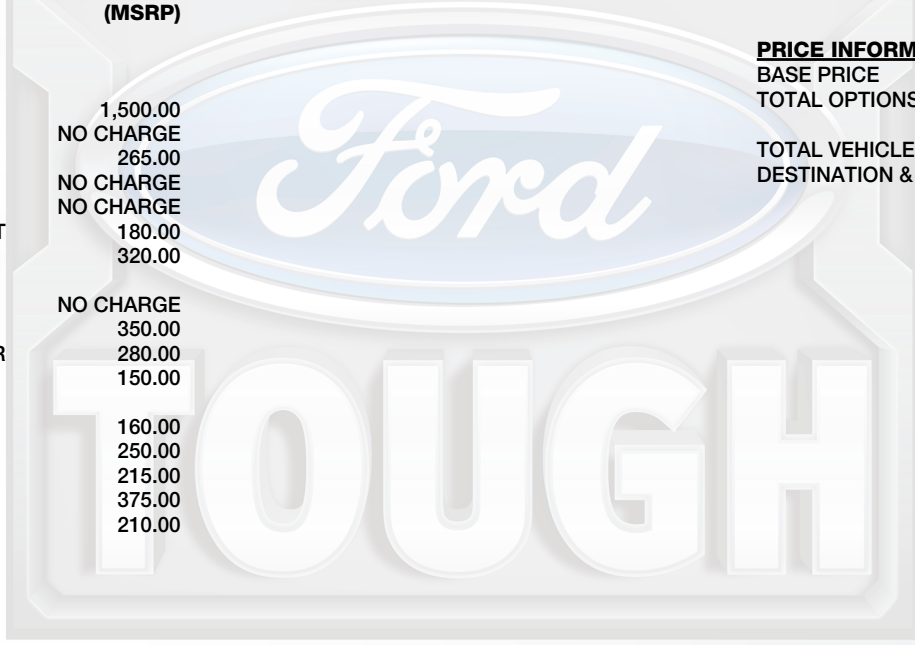 (MSRP)
1,500.00
NO CHARGE
265.00
NO CHARGE
NO CHARGE
T 180.00
320.00
NO CHARGE
350.00
R 280.00
150.00
160.00
250.00
215.00
375.00
210.00
PRICE INFORM
BASE PRICE
TOTAL OPTIONS
TOTAL VEHICLE
DESTINATION &
Ford
TOUGH